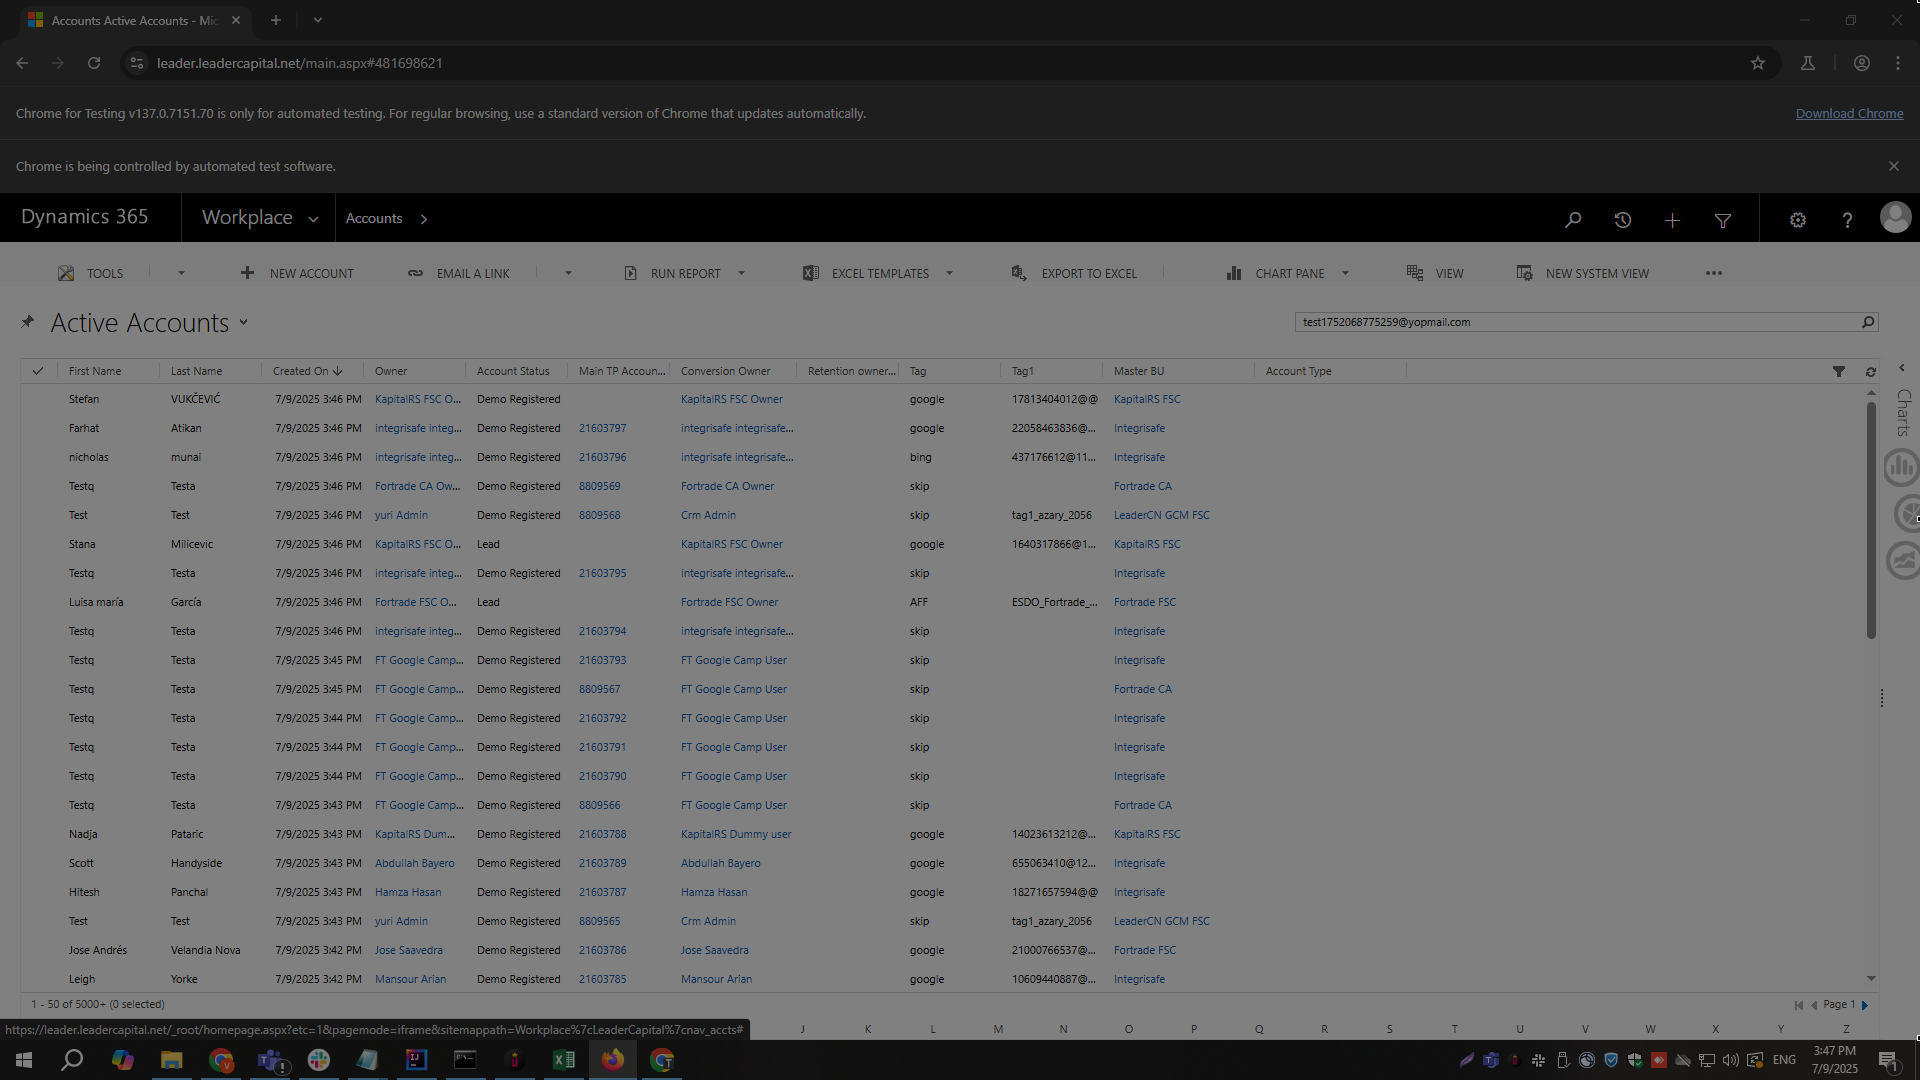 Accounts Active Accounts - Mic
leader.leadercapital.net/main.aspx#481698621
Chrome for Testing v137.0.7151.70 is only for automated testing. For regular browsing, use a standard version of Chrome that updates automatically. Download Chrome
Chrome is being controlled by automated test software.
Dynamics 365 Workplace Accounts
TOOLS NEW ACCOUNT EMAIL A LINK RUN REPORT EXCEL TEMPLATES EXPORT TO EXCEL CHART PANE VIEW NEW SYSTEM VIEW
Active Accounts test1752068775259@yopmail.com
First Name Last Name Created On Owner Account Status Main TP Accoun... Conversion Owner Retention owner... Tag Tag1 Master BU Account Type
Stefan VUKČEVIĆ 7/9/2025 3:46 PM KapitalRS FSC O... Demo Registered KapitalRS FSC Owner google 17813404012@@ KapitalRS FSC
Farhat Atikan 7/9/2025 3:46 PM integrisafe integ... Demo Registered 21603797 integrisafe integrisafe... google 22058463836@... Integrisafe
nicholas munai 7/9/2025 3:46 PM integrisafe integ... Demo Registered 21603796 integrisafe integrisafe... bing 437176612@11... Integrisafe
Testq Testa 7/9/2025 3:46 PM Fortrade CA Ow... Demo Registered 8809569 Fortrade CA Owner skip Fortrade CA
Test Test 7/9/2025 3:46 PM yuri Admin Demo Registered 8809568 Crm Admin skip tag1_azary_2056 LeaderCN GCM FSC
Stana Milicevic 7/9/2025 3:46 PM KapitalRS FSC O... Lead KapitalRS FSC Owner google 1640317866@1... KapitalRS FSC
Testq Testa 7/9/2025 3:46 PM integrisafe integ... Demo Registered 21603795 integrisafe integrisafe... skip Integrisafe
Luisa maría García 7/9/2025 3:46 PM Fortrade FSC O... Lead Fortrade FSC Owner AFF ESDO_Fortrade_... Fortrade FSC
Testq Testa 7/9/2025 3:46 PM integrisafe integ... Demo Registered 21603794 integrisafe integrisafe... skip Integrisafe
Testq Testa 7/9/2025 3:45 PM FT Google Camp... Demo Registered 21603793 FT Google Camp User skip Integrisafe
Testq Testa 7/9/2025 3:45 PM FT Google Camp... Demo Registered 8809567 FT Google Camp User skip Fortrade CA
Testq Testa 7/9/2025 3:44 PM FT Google Camp... Demo Registered 21603792 FT Google Camp User skip Integrisafe
Testq Testa 7/9/2025 3:44 PM FT Google Camp... Demo Registered 21603791 FT Google Camp User skip Integrisafe
Testq Testa 7/9/2025 3:44 PM FT Google Camp... Demo Registered 21603790 FT Google Camp User skip Integrisafe
Testq Testa 7/9/2025 3:43 PM FT Google Camp... Demo Registered 8809566 FT Google Camp User skip Fortrade CA
Nadja Pataric 7/9/2025 3:43 PM KapitalRS Dum... Demo Registered 21603788 KapitalRS Dummy user google 14023613212@... KapitalRS FSC
Scott Handyside 7/9/2025 3:43 PM Abdullah Bayero Demo Registered 21603789 Abdullah Bayero google 655063410@12... Integrisafe
Hitesh Panchal 7/9/2025 3:43 PM Hamza Hasan Demo Registered 21603787 Hamza Hasan google 18271657594@@ Integrisafe
Test Test 7/9/2025 3:43 PM yuri Admin Demo Registered 8809565 Crm Admin skip tag1_azary_2056 LeaderCN GCM FSC
Jose Andrés Velandia Nova 7/9/2025 3:42 PM Jose Saavedra Demo Registered 21603786 Jose Saavedra google 21000766537@... Fortrade FSC
Leigh Yorke 7/9/2025 3:42 PM Mansour Arian Demo Registered 21603785 Mansour Arian google 10609440887@... Integrisafe
Charts
1 - 50 of 5000+ (0 selected) Page 1
https://leader.leadercapital.net/_root/homepage.aspx?etc=1&pagemode=iframe&sitemappath=Workplace%7cLeaderCapital%7cnav_accts# J K L M N O P Q R S T U V W X Y Z
ENG 3:47 PM
7/9/2025